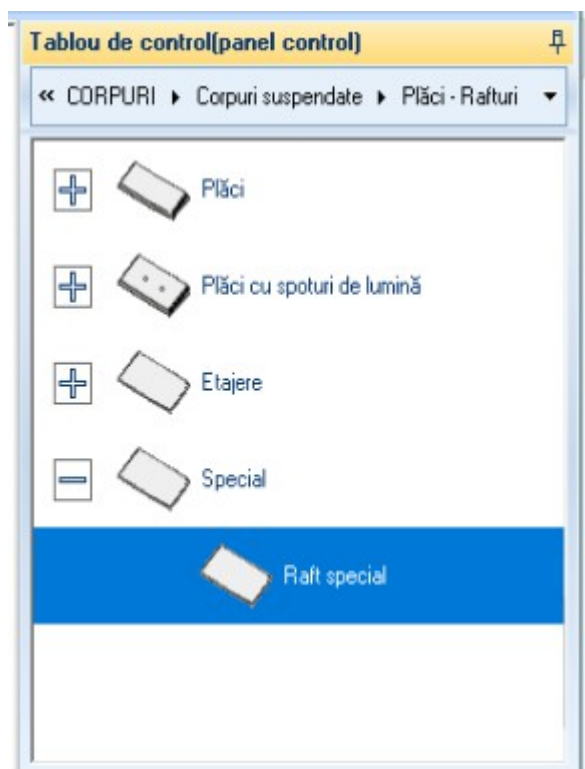 Tablou de control(panel control)
« CORPURI ▸ Corpuri suspendate ▸ Plăci - Rafturi
Plăci
Plăci cu spoturi de lumină
Etajere
Special
Raft special